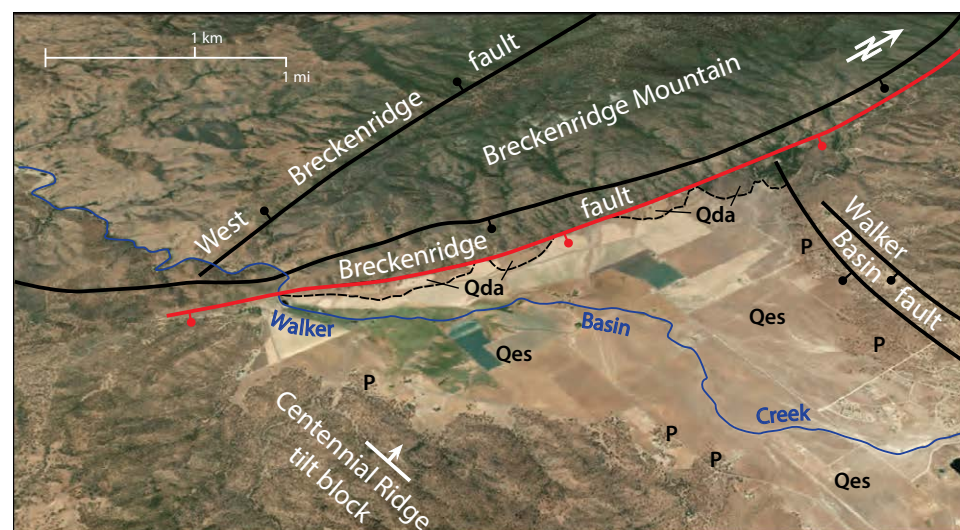 1 km
1 mi
N
West Breckenridge fault
Breckenridge Mountain
Breckenridge fault
Qda
Qda
Walker
Basin
fault
P
Qes
P
Walker Basin Creek
Qes
P
Centennial Ridge
tilt block
P
P
Qes